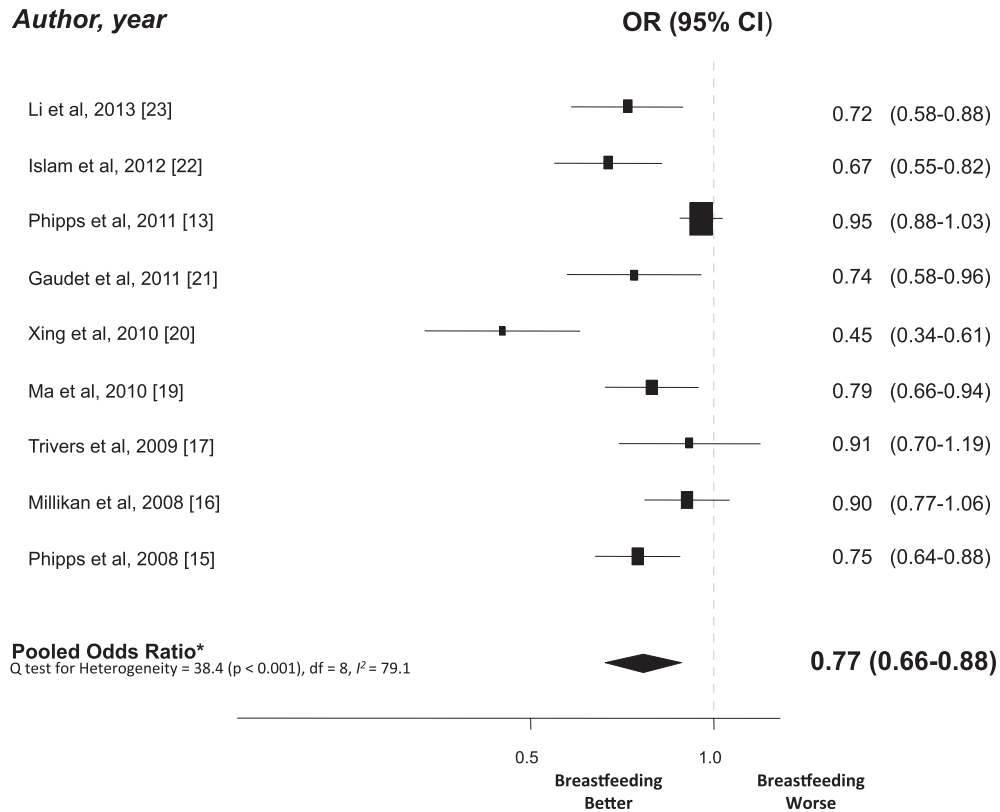 Author, year OR (95% CI)
Li et al, 2013 [23] 0.72 (0.58-0.88)
Islam et al, 2012 [22] 0.67 (0.55-0.82)
Phipps et al, 2011 [13] 0.95 (0.88-1.03)
Gaudet et al, 2011 [21] 0.74 (0.58-0.96)
Xing et al, 2010 [20] 0.45 (0.34-0.61)
Ma et al, 2010 [19] 0.79 (0.66-0.94)
Trivers et al, 2009 [17] 0.91 (0.70-1.19)
Millikan et al, 2008 [16] 0.90 (0.77-1.06)
Phipps et al, 2008 [15] 0.75 (0.64-0.88)
Pooled Odds Ratio* 0.77 (0.66-0.88)
Q test for Heterogeneity = 38.4 (p < 0.001), df = 8, I² = 79.1
0.5 1.0
Breastfeeding Breastfeeding
Better Worse